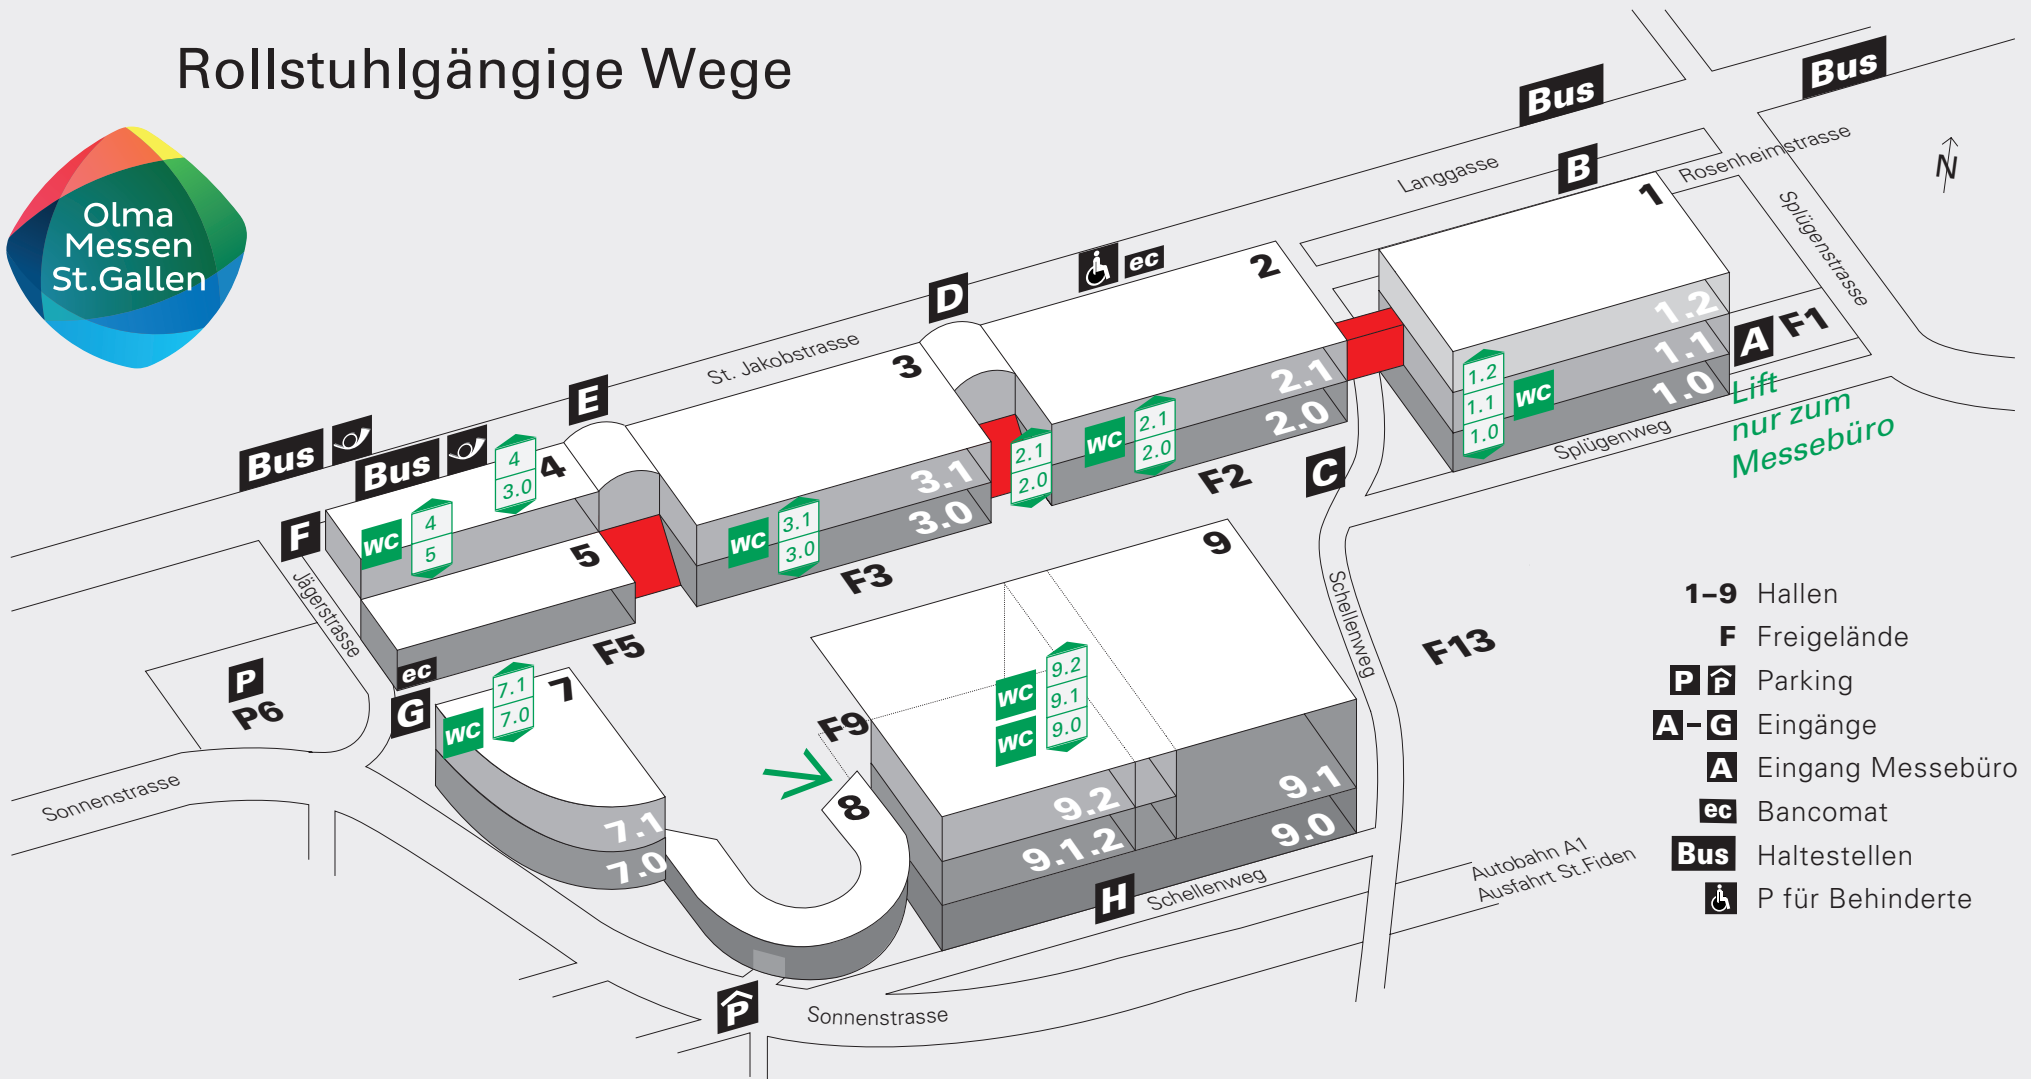 Rollstuhlgängige Wege
Olma
Messen
St.Gallen
Bus
Bus
Langgasse
B
Rosenheimstrasse
N
1
Splügenstrasse
1.2
1.1
1.0
A F1
Lift
nur zum
Messebüro
1.2
1.1
1.0
WC
Splügenweg
ec
2
D
2.1
2.0
WC
2.1
2.0
F2
C
St. Jakobstrasse
3
E
3.1
3.0
2.1
2.0
WC
3.1
3.0
F3
Bus
Bus
4
3.0
4
F
WC
4
5
5
Jägerstrasse
F5
ec
P
P6
G
7.1
7.0
7
WC
7.1
7.0
Sonnenstrasse
F9
8
9
WC
WC
9.2
9.1
9.0
9.2
9.1.2
9.1
9.0
H
Schellenweg
Schellenweg
F13
Autobahn A1
Ausfahrt St.Fiden
P
Sonnenstrasse
1–9 Hallen
F Freigelände
P P Parking
A–G Eingänge
A Eingang Messebüro
ec Bancomat
Bus Haltestellen
P für Behinderte